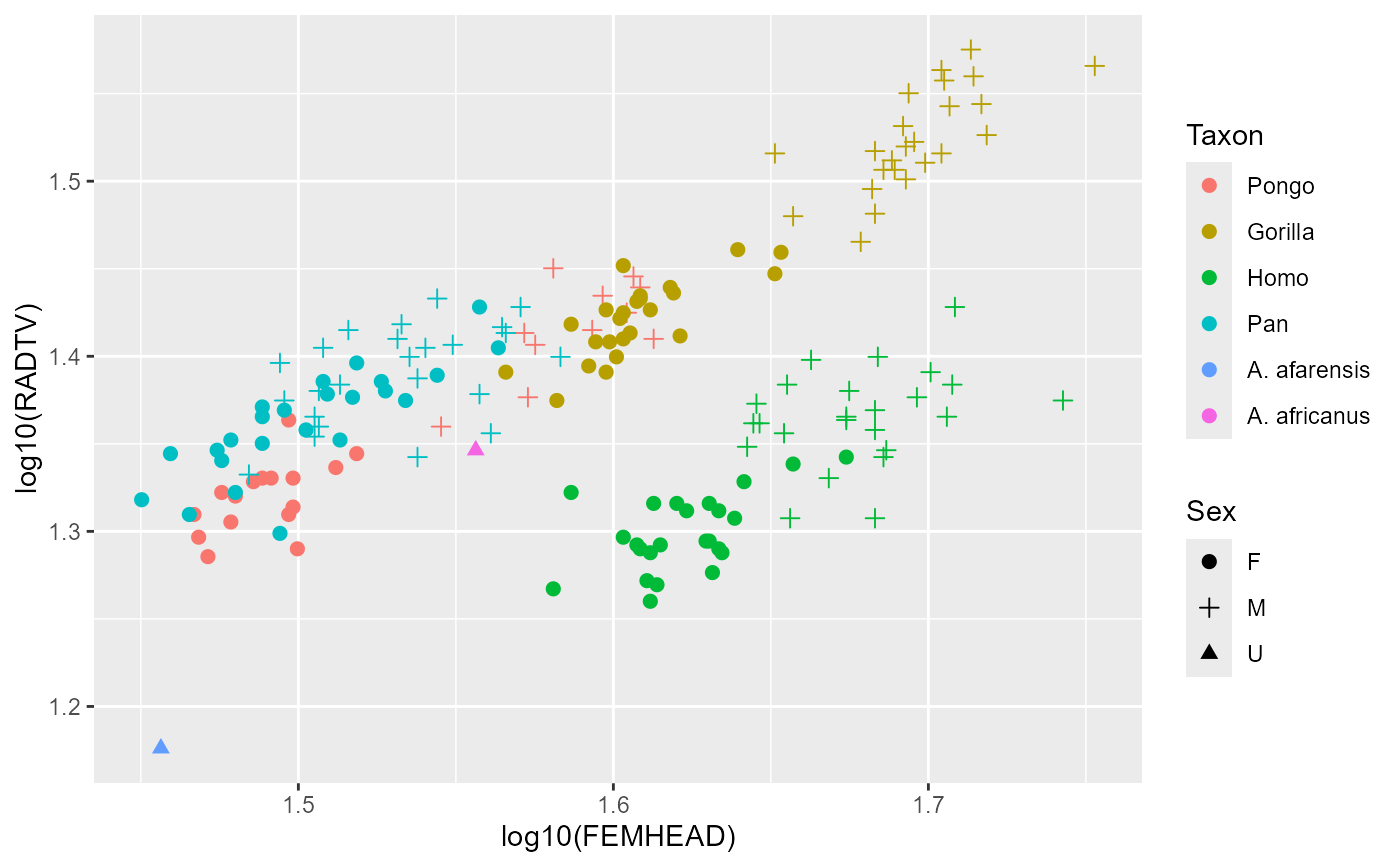 log10(RADTV)
1.5
1.4
1.3
1.2
1.5 1.6 1.7
log10(FEMHEAD)
Taxon
Pongo
Gorilla
Homo
Pan
A. afarensis
A. africanus
Sex
F
M
U